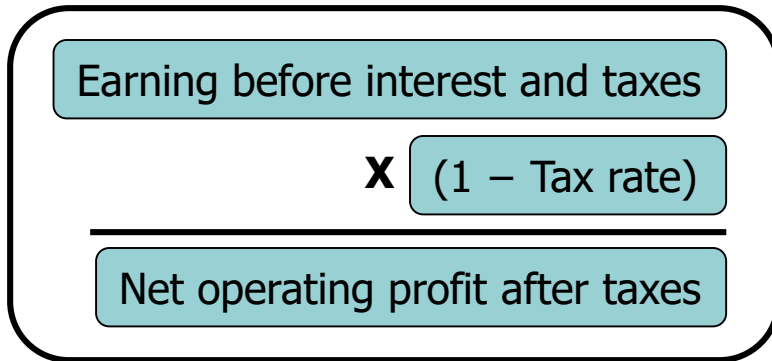 Earning before interest and taxes
x (1 − Tax rate)
Net operating profit after taxes